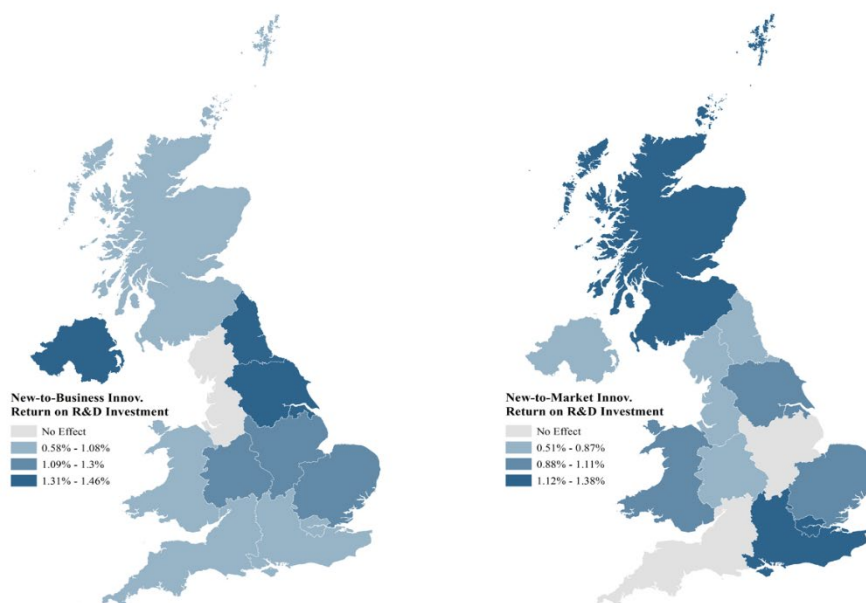 New-to-Business Innov.
Return on R&D Investment
No Effect
0.58% - 1.08%
1.09% - 1.3%
1.31% - 1.46%
New-to-Market Innov.
Return on R&D Investment
No Effect
0.51% - 0.87%
0.88% - 1.11%
1.12% - 1.38%